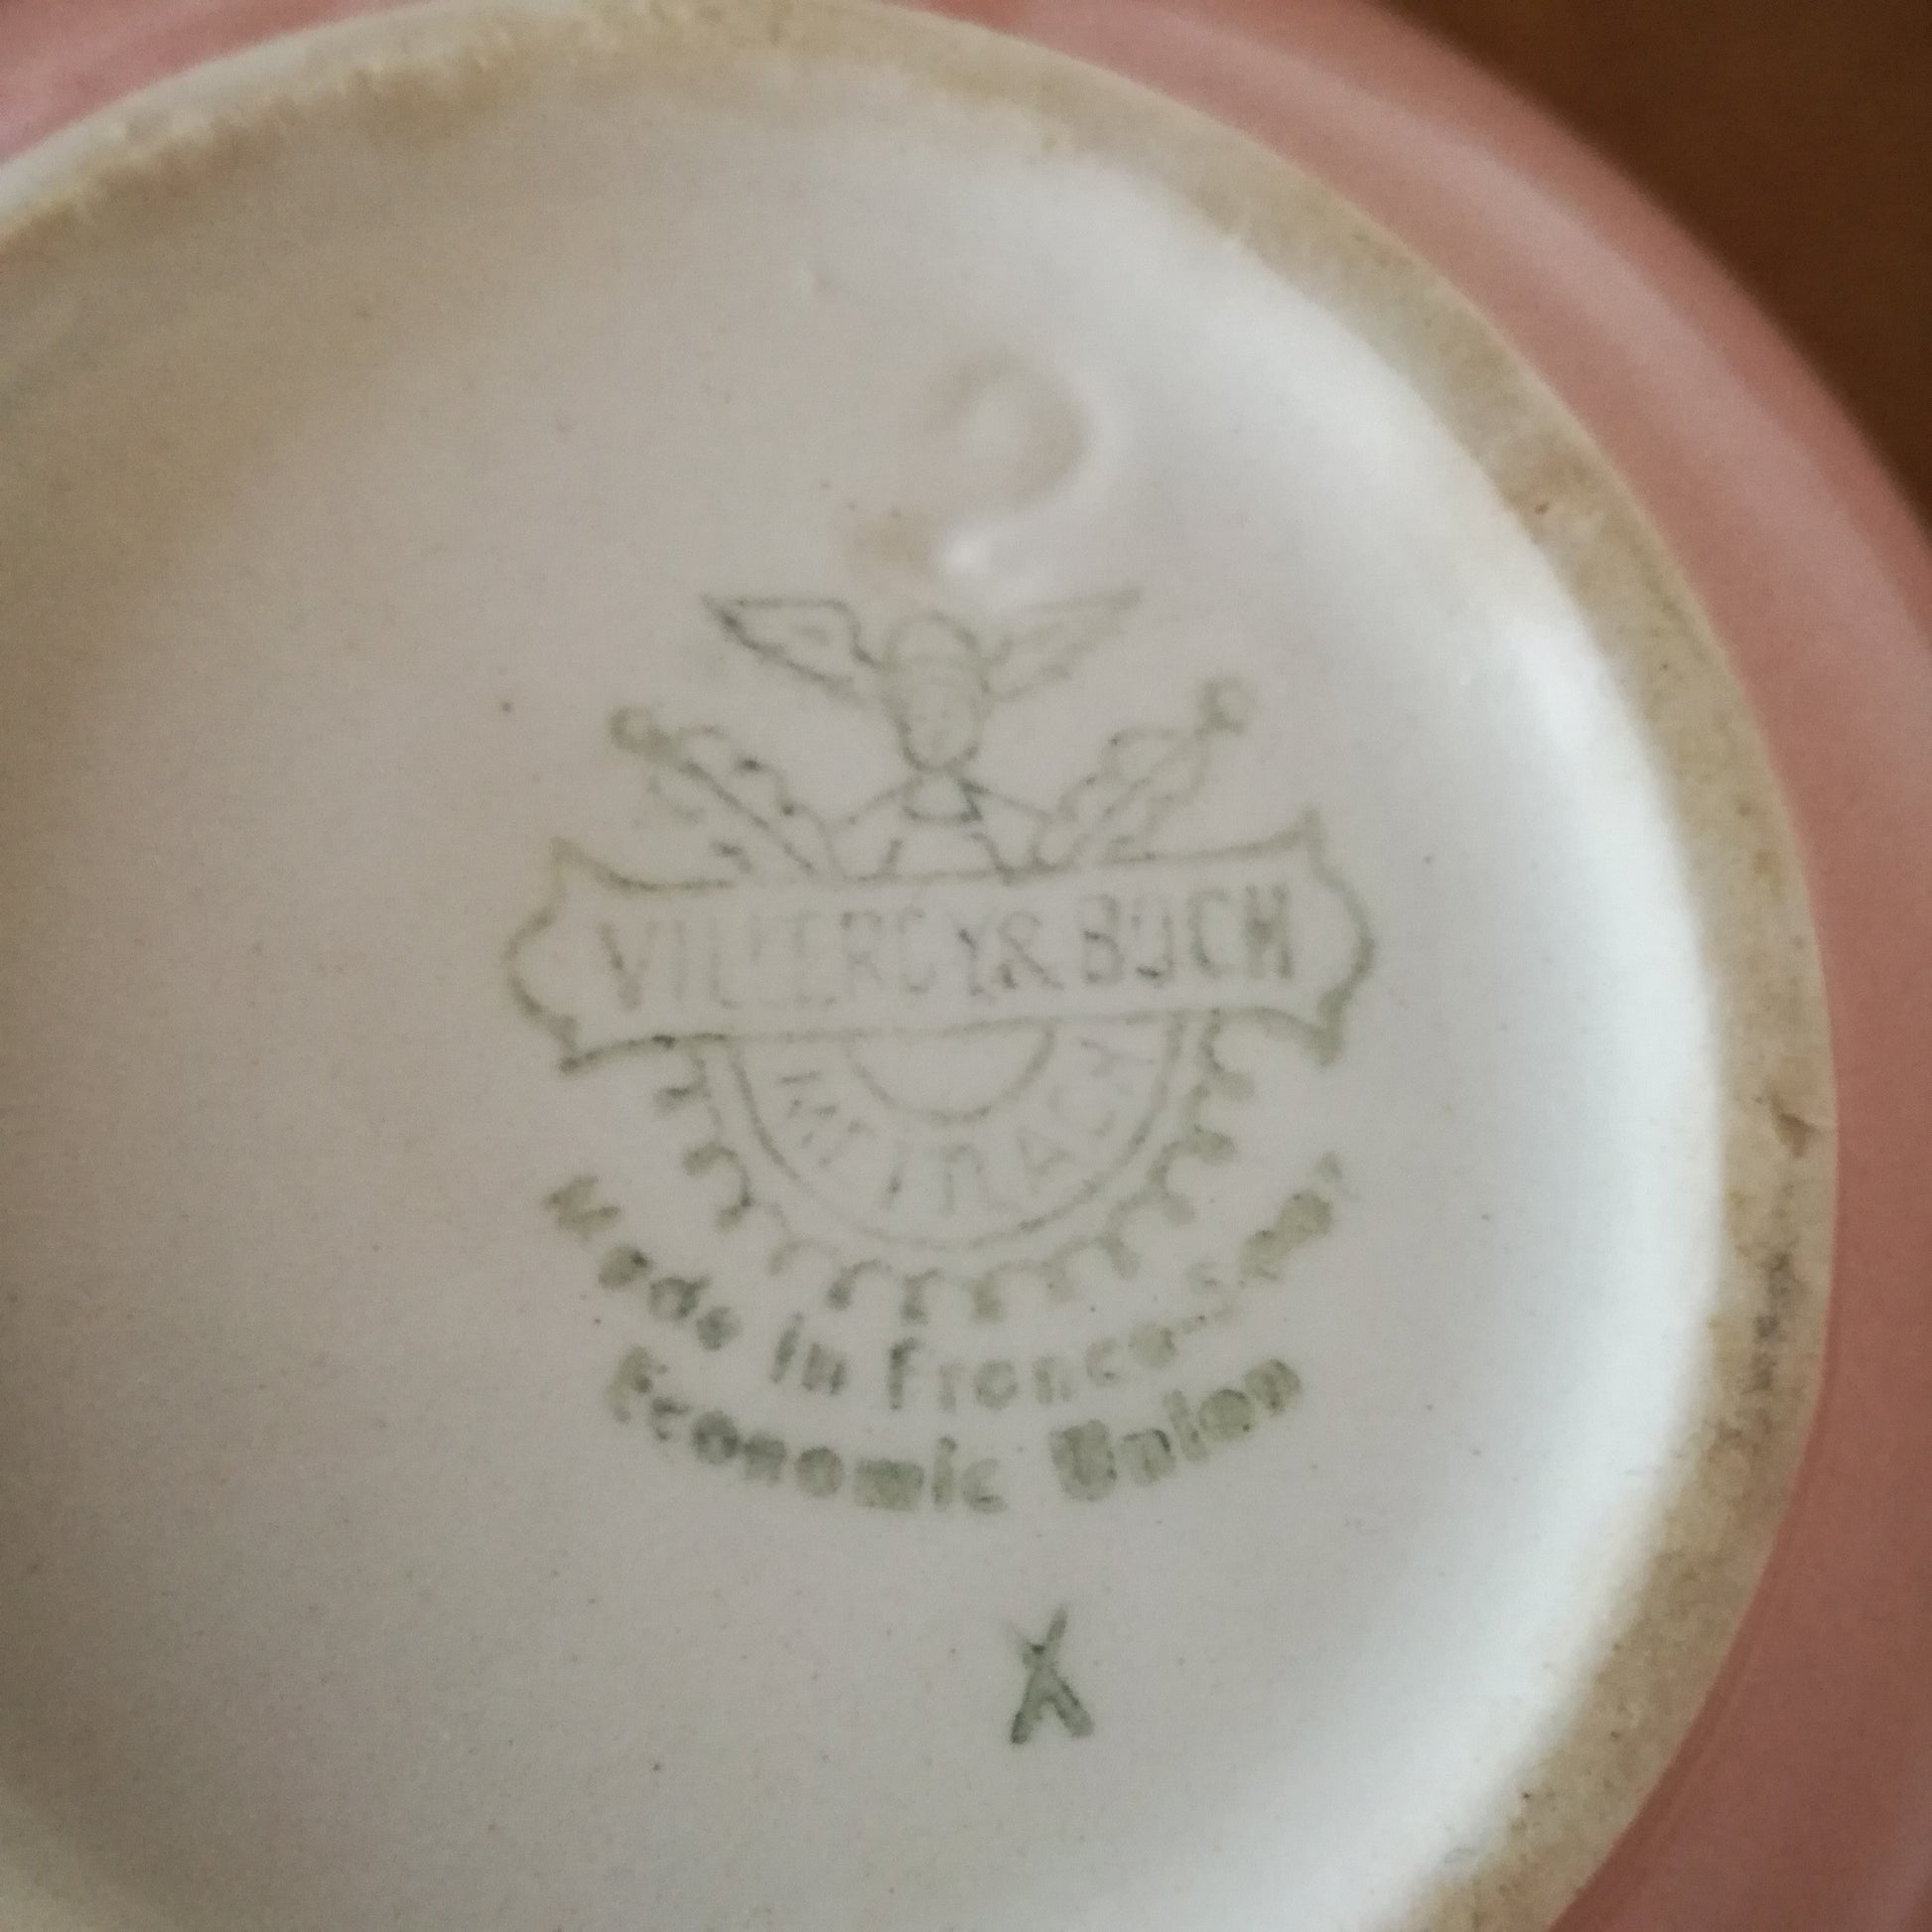 VILLEROY & BOCH
METTLACH
Made in France-Saar
Economic Union
X